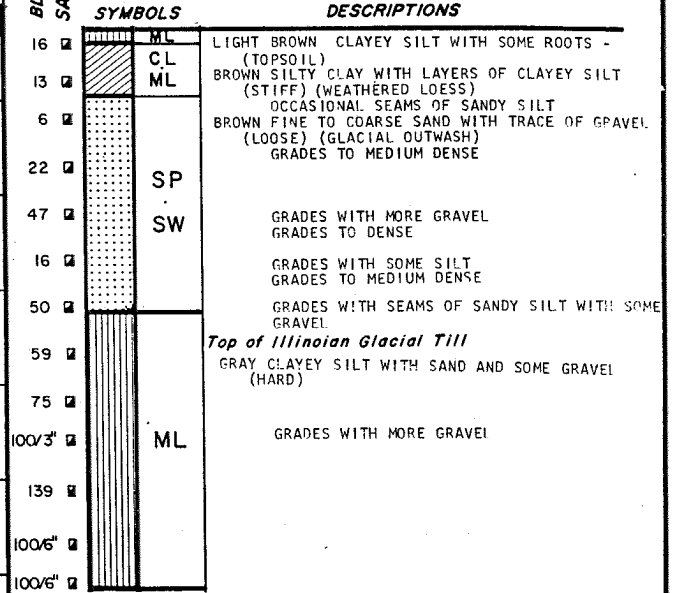 SYMBOLS DESCRIPTIONS
ML
16 LIGHT BROWN CLAYEY SILT WITH SOME ROOTS -
(TOPSOIL)
CL
13 ML BROWN SILTY CLAY WITH LAYERS OF CLAYEY SILT
(STIFF) (WEATHERED LOESS)
OCCASIONAL SEAMS OF SANDY SILT
6 BROWN FINE TO COARSE SAND WITH TRACE OF GRAVEL
(LOOSE) (GLACIAL OUTWASH)
GRADES TO MEDIUM DENSE
22
SP
47 GRADES WITH MORE GRAVEL
SW GRADES TO DENSE
16 GRADES WITH SOME SILT
GRADES TO MEDIUM DENSE
50 GRADES WITH SEAMS OF SANDY SILT WITH SOME
GRAVEL
Top of Illinoian Glacial Till
59 GRAY CLAYEY SILT WITH SAND AND SOME GRAVEL
(HARD)
75
100/3" ML GRADES WITH MORE GRAVEL
139
100/6"
100/6"